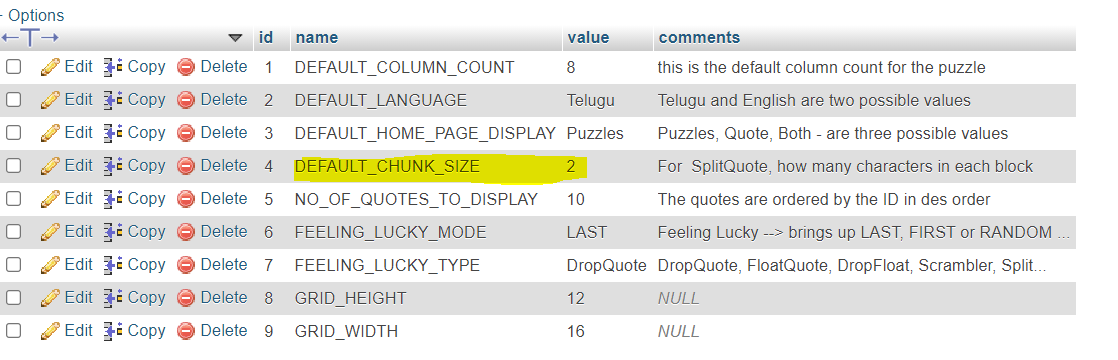 Options
id name value comments
Edit Copy Delete 1 DEFAULT_COLUMN_COUNT 8 this is the default column count for the puzzle
Edit Copy Delete 2 DEFAULT_LANGUAGE Telugu Telugu and English are two possible values
Edit Copy Delete 3 DEFAULT_HOME_PAGE_DISPLAY Puzzles Puzzles, Quote, Both - are three possible values
Edit Copy Delete 4 DEFAULT_CHUNK_SIZE 2 For SplitQuote, how many characters in each block
Edit Copy Delete 5 NO_OF_QUOTES_TO_DISPLAY 10 The quotes are ordered by the ID in des order
Edit Copy Delete 6 FEELING_LUCKY_MODE LAST Feeling Lucky --> brings up LAST, FIRST or RANDOM ...
Edit Copy Delete 7 FEELING_LUCKY_TYPE DropQuote DropQuote, FloatQuote, DropFloat, Scrambler, Split...
Edit Copy Delete 8 GRID_HEIGHT 12 NULL
Edit Copy Delete 9 GRID_WIDTH 16 NULL